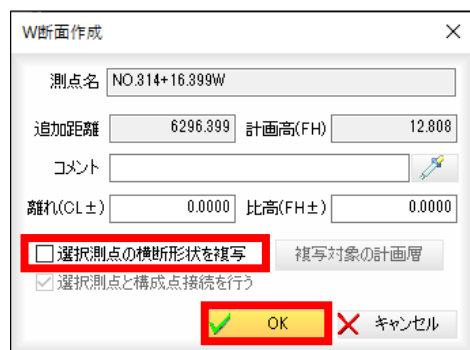 W断面作成
測点名 NO.314+16.399W
追加距離 6296.399 計画高(FH) 12.808
コメント
離れ(CL±) 0.0000 比高(FH±) 0.0000
選択測点の横断形状を複写 複写対象の計画層
選択測点と構成点接続を行う
OK キャンセル